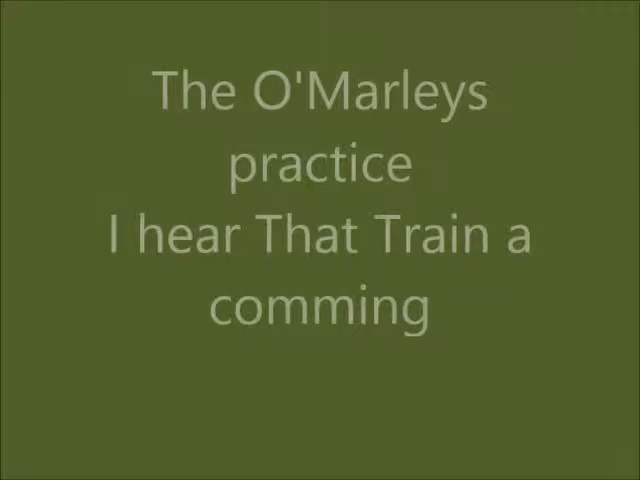 The O'Marleys
practice
I hear That Train a
comming